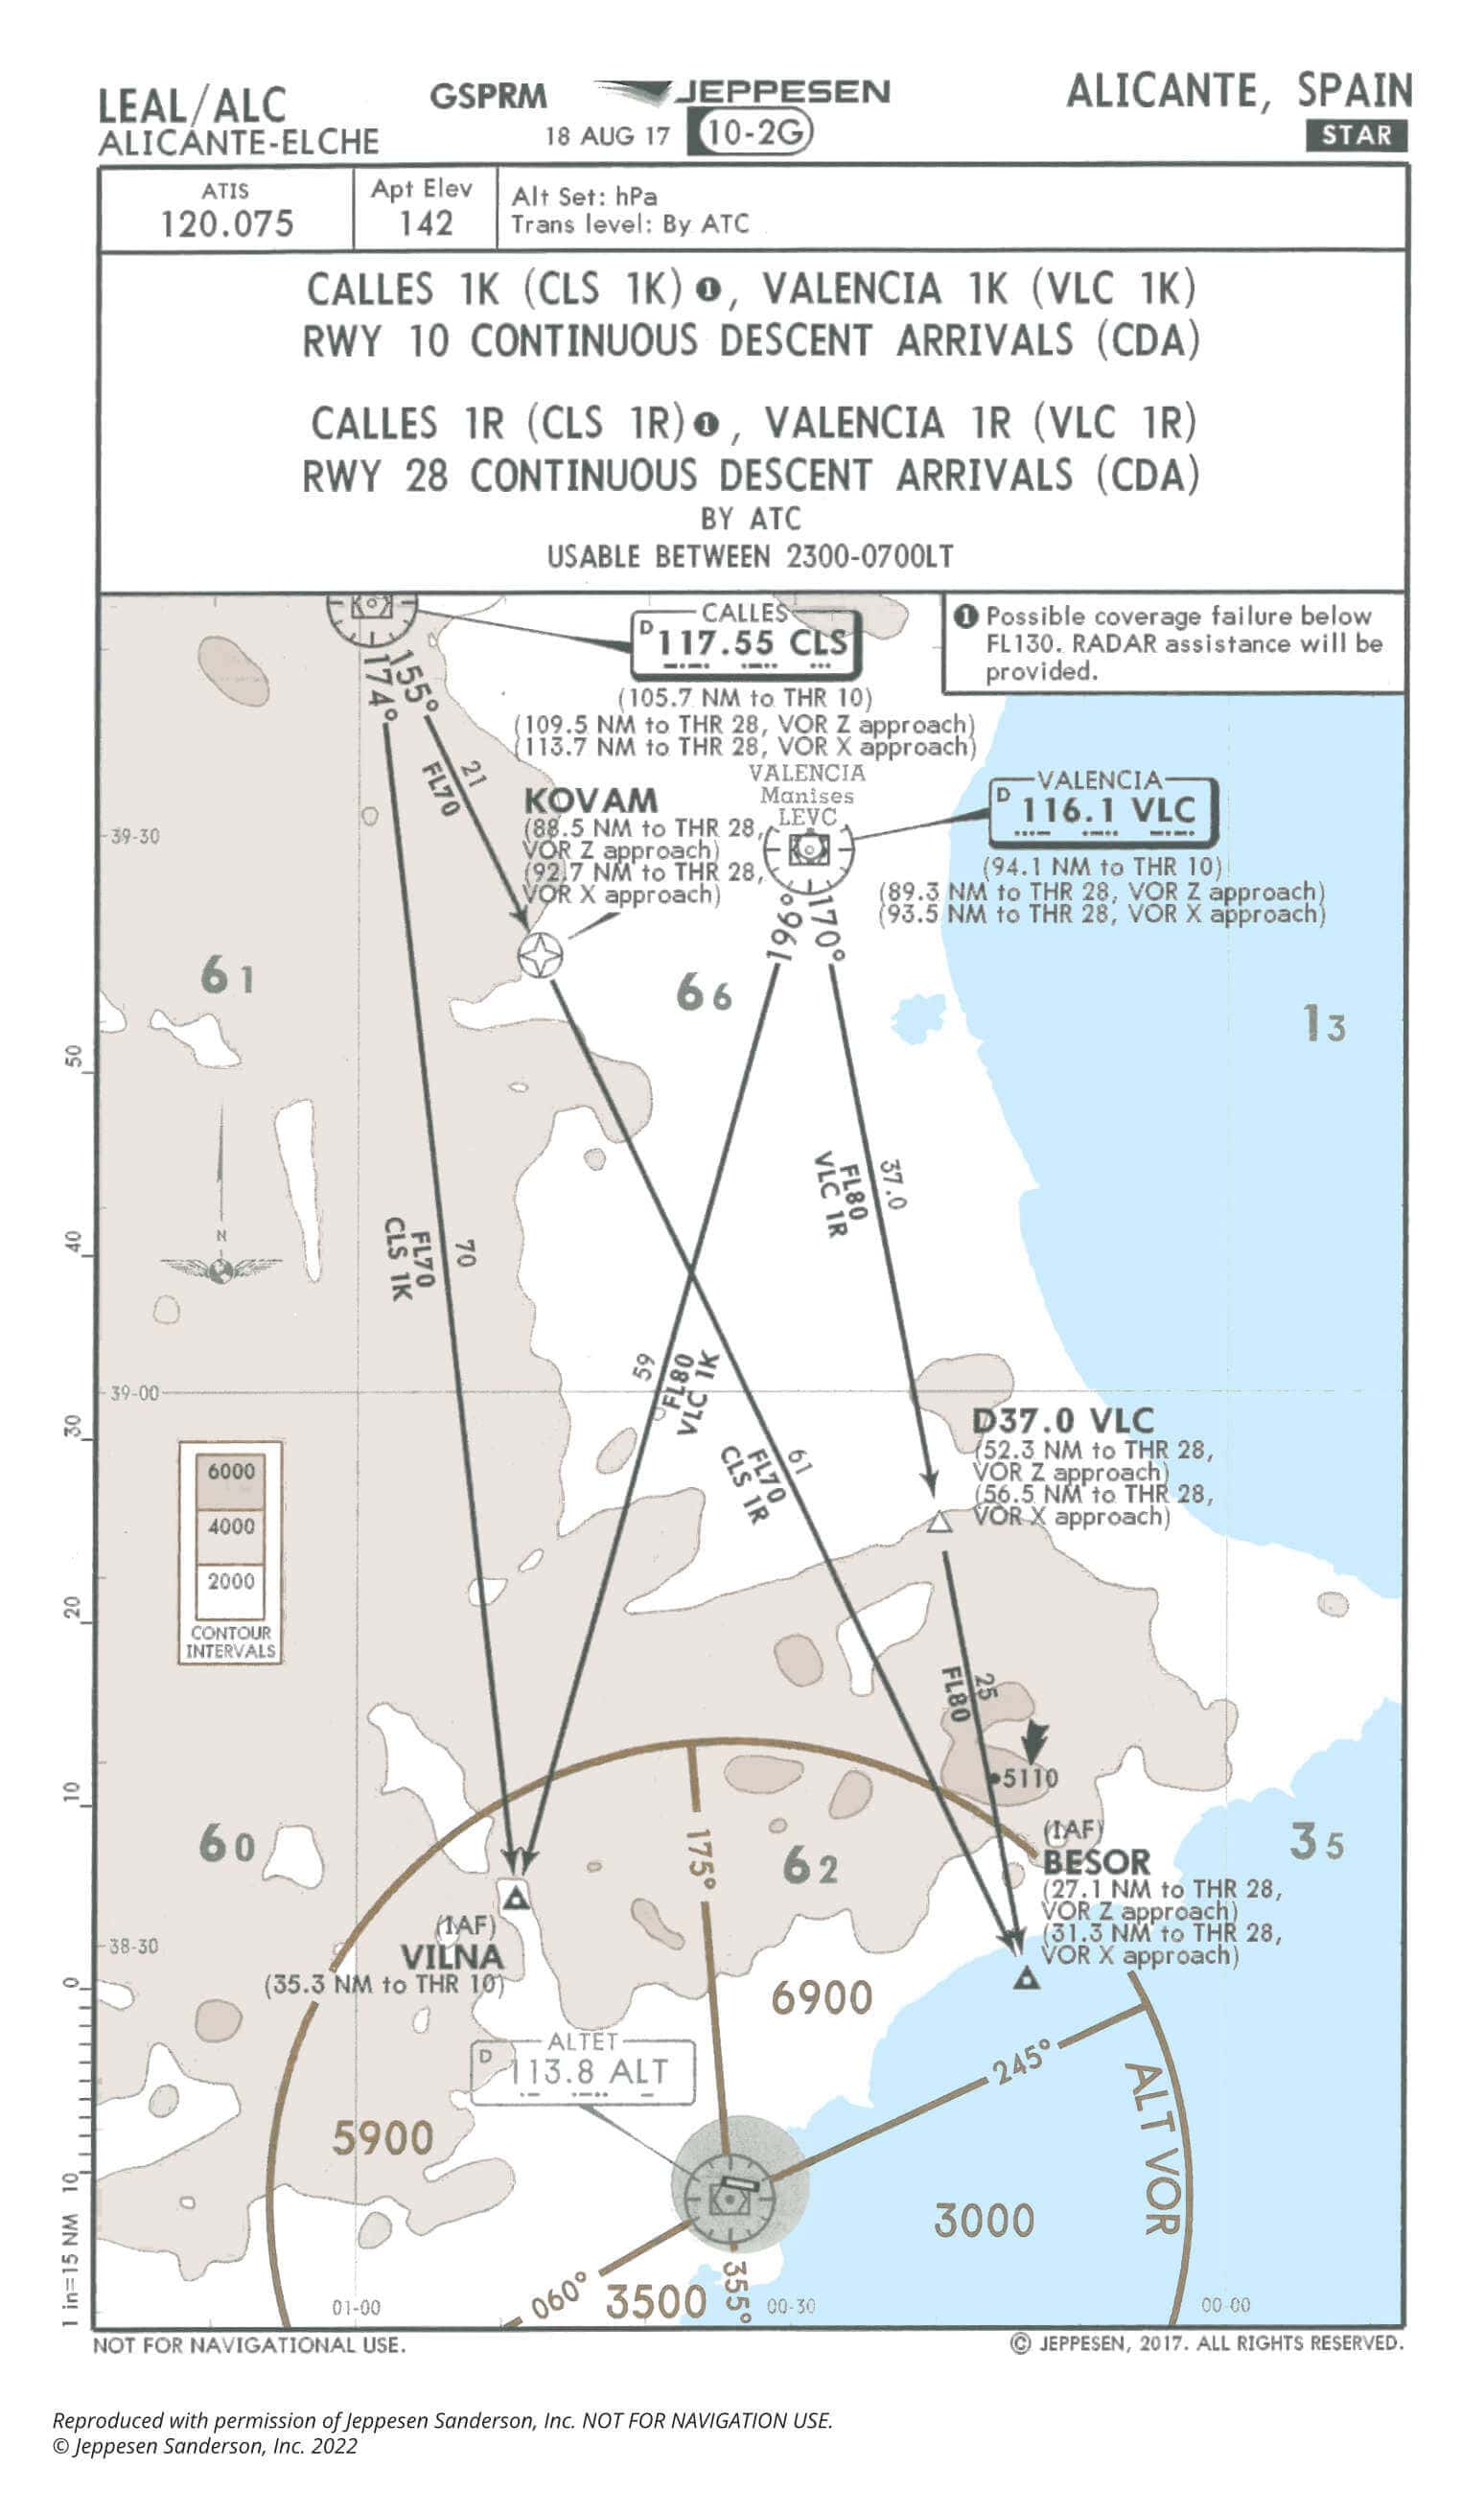 LEAL/ALC
ALICANTE-ELCHE
GSPRM
JEPPESEN
18 AUG 17
10-2G
ALICANTE, SPAIN
STAR
ATIS
120.075
Apt Elev
142
Alt Set: hPa
Trans level: By ATC
CALLES 1K (CLS 1K) ❶, VALENCIA 1K (VLC 1K)
RWY 10 CONTINUOUS DESCENT ARRIVALS (CDA)
CALLES 1R (CLS 1R) ❶, VALENCIA 1R (VLC 1R)
RWY 28 CONTINUOUS DESCENT ARRIVALS (CDA)
BY ATC
USABLE BETWEEN 2300-0700LT
❶ Possible coverage failure below
FL130. RADAR assistance will be
provided.
CALLES
D 117.55 CLS
(105.7 NM to THR 10)
(109.5 NM to THR 28, VOR Z approach)
(113.7 NM to THR 28, VOR X approach)
174°
155°
21
FL70
KOVAM
(88.5 NM to THR 28,
VOR Z approach)
(92.7 NM to THR 28,
VOR X approach)
VALENCIA
Manises
LEVC
VALENCIA
D 116.1 VLC
(94.1 NM to THR 10)
(89.3 NM to THR 28, VOR Z approach)
(93.5 NM to THR 28, VOR X approach)
196°
170°
39-30
61
66
13
50
N
40
37.0
FL80
VLC 1R
70
FL70
CLS 1K
59
FL80
VLC 1K
39-00
30
61
FL70
CLS 1R
D37.0 VLC
(52.3 NM to THR 28,
VOR Z approach)
(56.5 NM to THR 28,
VOR X approach)
6000
4000
2000
CONTOUR
INTERVALS
20
25
FL80
5110
10
60
62
35
175°
(IAF)
BESOR
(27.1 NM to THR 28,
VOR Z approach)
(31.3 NM to THR 28,
VOR X approach)
(IAF)
VILNA
(35.3 NM to THR 10)
38-30
0
6900
ALTET
D 113.8 ALT
245°
ALT VOR
5900
10
3000
060°
3500
355°
1 in=15 NM
01-00
00-30
00-00
NOT FOR NAVIGATIONAL USE.
© JEPPESEN, 2017. ALL RIGHTS RESERVED.
Reproduced with permission of Jeppesen Sanderson, Inc. NOT FOR NAVIGATION USE.
© Jeppesen Sanderson, Inc. 2022